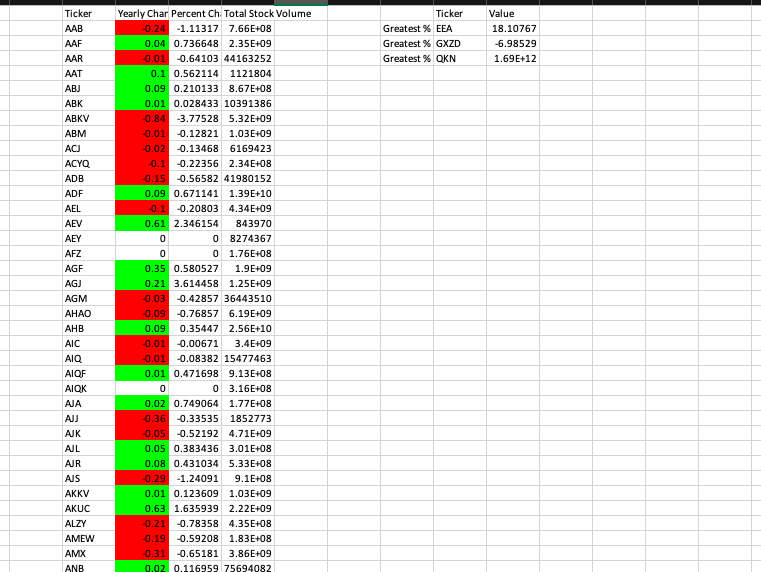 Ticker Yearly Chan Percent Ch Total Stock Volume Ticker Value
AAB -0.24 -1.11317 7.66E+08 Greatest % EEA 18.10767
AAF 0.04 0.736648 2.35E+09 Greatest % GXZD -6.98529
AAR -0.01 -0.64103 44163252 Greatest % QKN 1.69E+12
AAT 0.1 0.562114 1121804
ABJ 0.09 0.210133 8.67E+08
ABK 0.01 0.028433 10391386
ABKV -0.84 -3.77528 5.32E+09
ABM -0.01 -0.12821 1.03E+09
ACJ -0.02 -0.13468 6169423
ACYQ -0.1 -0.22356 2.34E+08
ADB -0.15 -0.56582 41980152
ADF 0.09 0.671141 1.39E+10
AEL -0.1 -0.20803 4.34E+09
AEV 0.61 2.346154 843970
AEY 0 0 8274367
AFZ 0 0 1.76E+08
AGF 0.35 0.580527 1.9E+09
AGJ 0.21 3.614458 1.25E+09
AGM -0.03 -0.42857 36443510
AHAO -0.09 -0.76857 6.19E+09
AHB 0.09 0.35447 2.56E+10
AIC -0.01 -0.00671 3.4E+09
AIQ -0.01 -0.08382 15477463
AIQF 0.01 0.471698 9.13E+08
AIQK 0 0 3.16E+08
AJA 0.02 0.749064 1.77E+08
AJJ -0.36 -0.33535 1852773
AJK -0.05 -0.52192 4.71E+09
AJL 0.05 0.383436 3.01E+08
AJR 0.08 0.431034 5.33E+08
AJS -0.29 -1.24091 9.1E+08
AKKV 0.01 0.123609 1.03E+09
AKUC 0.63 1.635939 2.22E+09
ALZY -0.21 -0.78358 4.35E+08
AMEW -0.19 -0.59208 1.83E+08
AMX -0.31 -0.65181 3.86E+09
ANB 0.02 0.116959 75694082